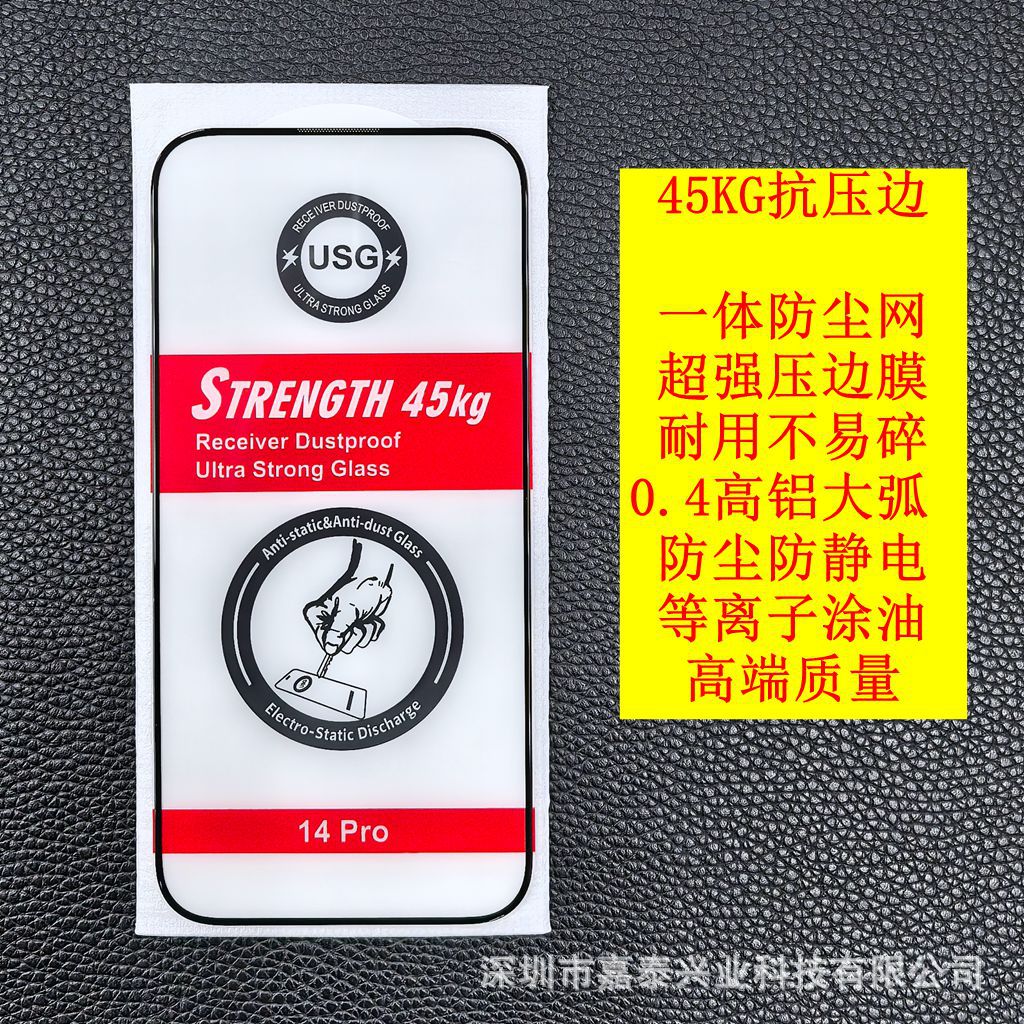 RECEIVER DUSTPROOF
USG
ULTRA STRONG GLASS
STRENGTH 45kg
Receiver Dustproof
Ultra Strong Glass
Anti-static&Anti-dust Glass
Electro-Static Discharge
14 Pro
45KG抗压边
一体防尘网
超强压边膜
耐用不易碎
0.4高铝大弧
防尘防静电
等离子涂油
高端质量
深圳市嘉泰兴业科技有限公司